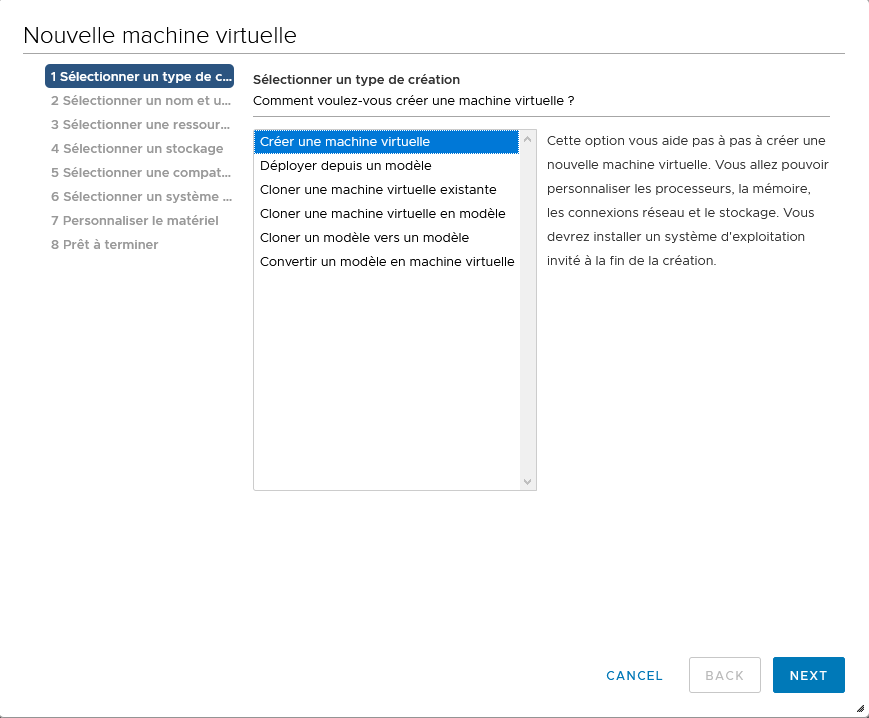 Nouvelle machine virtuelle
1 Sélectionner un type de c...
2 Sélectionner un nom et u...
3 Sélectionner une ressour...
4 Sélectionner un stockage
5 Sélectionner une compat...
6 Sélectionner un système ...
7 Personnaliser le matériel
8 Prêt à terminer
Sélectionner un type de création
Comment voulez-vous créer une machine virtuelle ?
Créer une machine virtuelle
Déployer depuis un modèle
Cloner une machine virtuelle existante
Cloner une machine virtuelle en modèle
Cloner un modèle vers un modèle
Convertir un modèle en machine virtuelle
Cette option vous aide pas à pas à créer une
nouvelle machine virtuelle. Vous allez pouvoir
personnaliser les processeurs, la mémoire,
les connexions réseau et le stockage. Vous
devrez installer un système d'exploitation
invité à la fin de la création.
CANCEL
BACK
NEXT